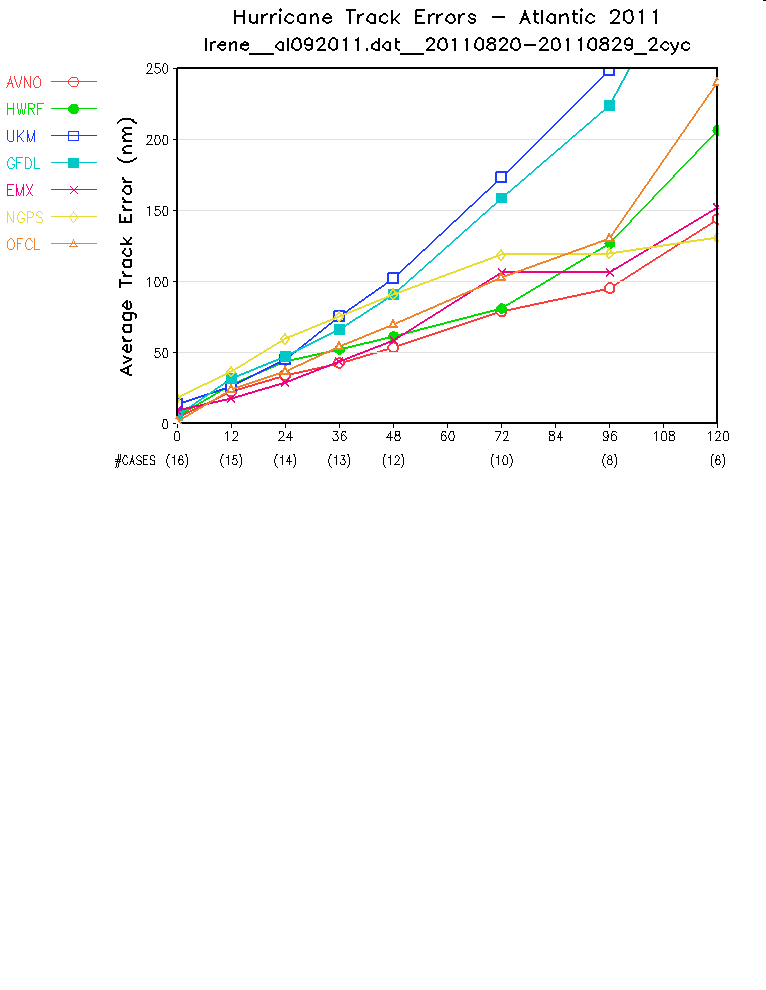 Hurricane Track Errors – Atlantic 2011
Irene__al092011.dat__20110820–20110829_2cyc
AVNO
HWRF
UKM
GFDL
EMX
NGPS
OFCL
Average Track Error (nm)
250
200
150
100
50
0
0 12 24 36 48 60 72 84 96 108 120
#CASES (16) (15) (14) (13) (12) (10) (8) (6)